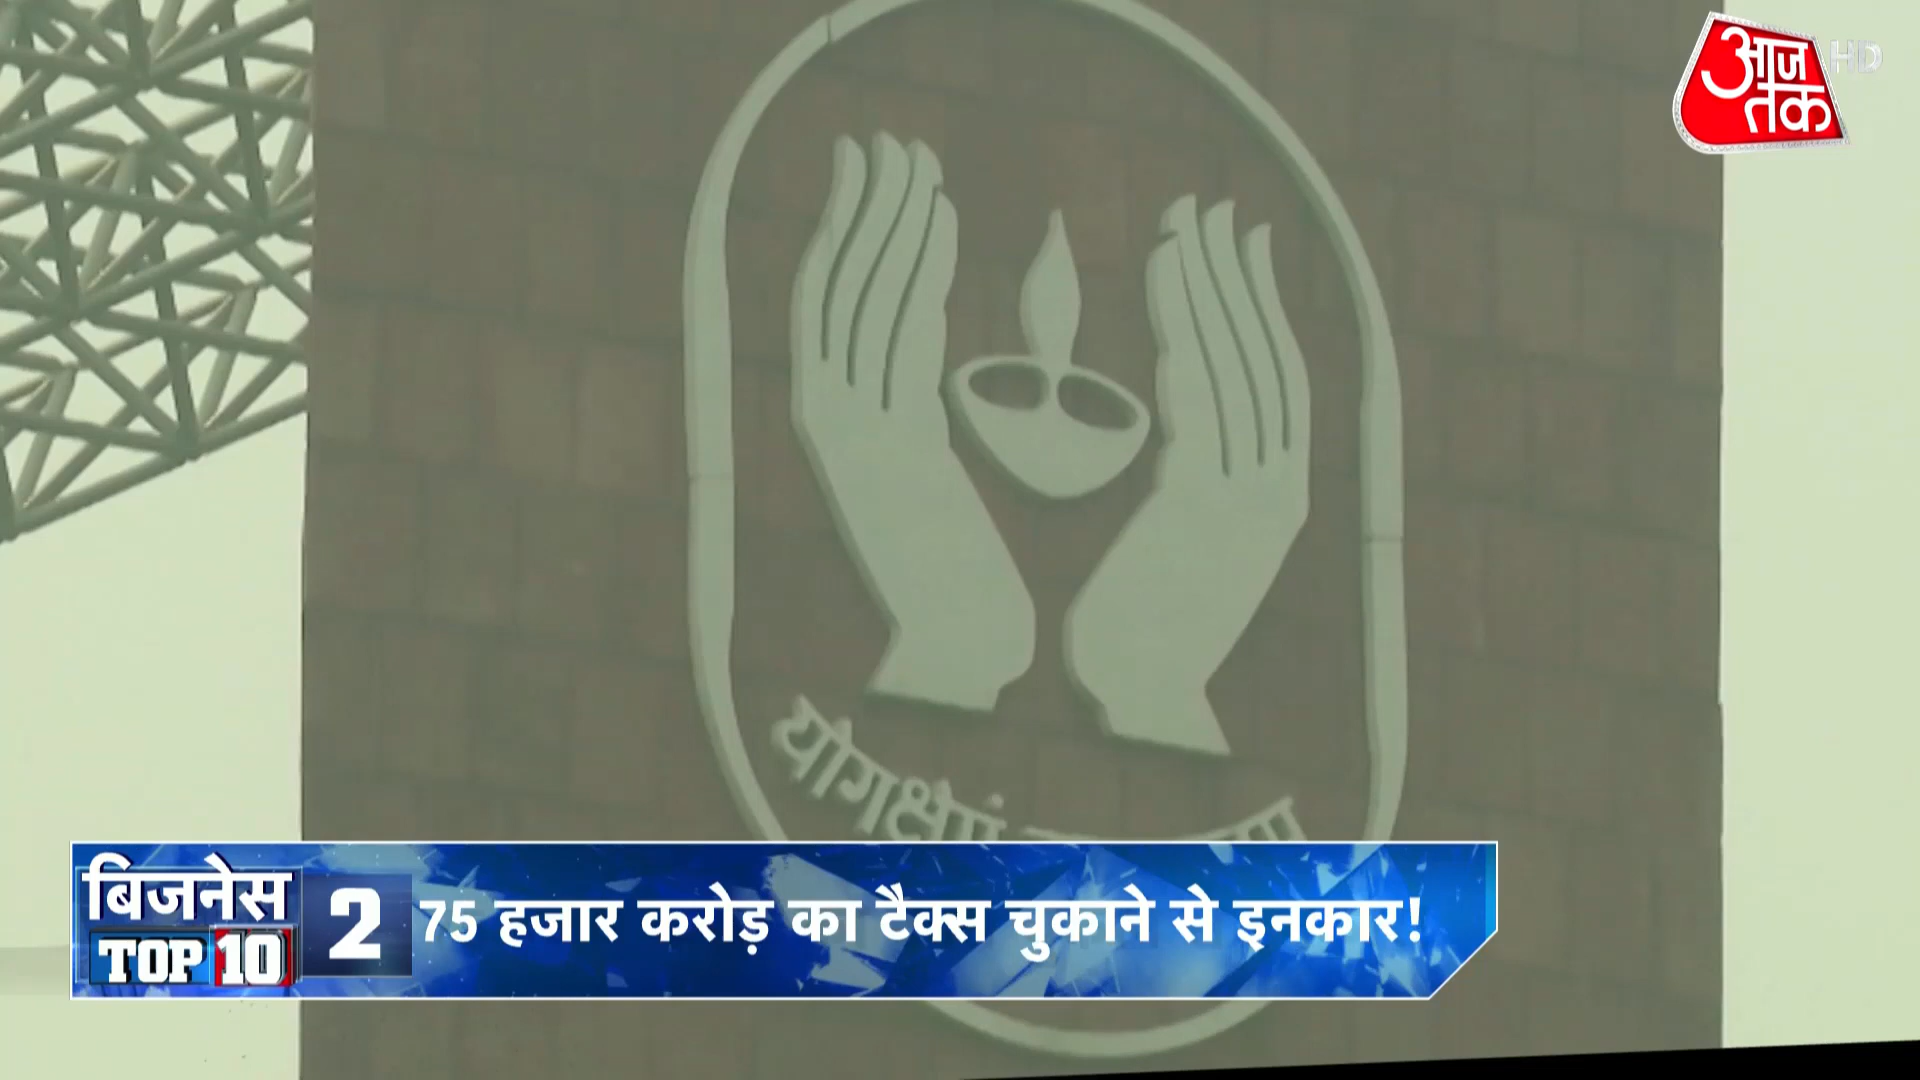 आज
तक
HD
योगक्षेमं
बिजनेस
TOP 10
2
75 हजार करोड़ का टैक्स चुकाने से इनकार!